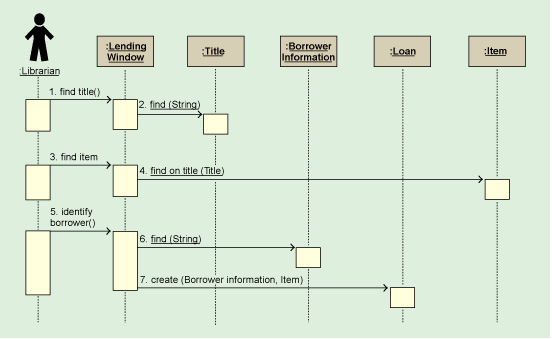 :Librarian
:Lending
Window
:Title
:Borrower
Information
:Loan
:Item
1. find title()
2. find (String)
3. find item
4. find on title (Title)
5. identify
borrower()
6. find (String)
7. create (Borrower information, Item)